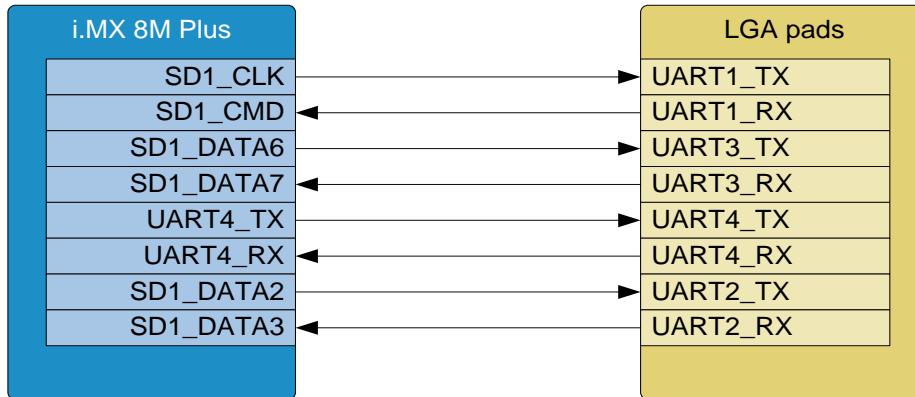 i.MX 8M Plus
SD1_CLK
SD1_CMD
SD1_DATA6
SD1_DATA7
UART4_TX
UART4_RX
SD1_DATA2
SD1_DATA3
LGA pads
UART1_TX
UART1_RX
UART3_TX
UART3_RX
UART4_TX
UART4_RX
UART2_TX
UART2_RX